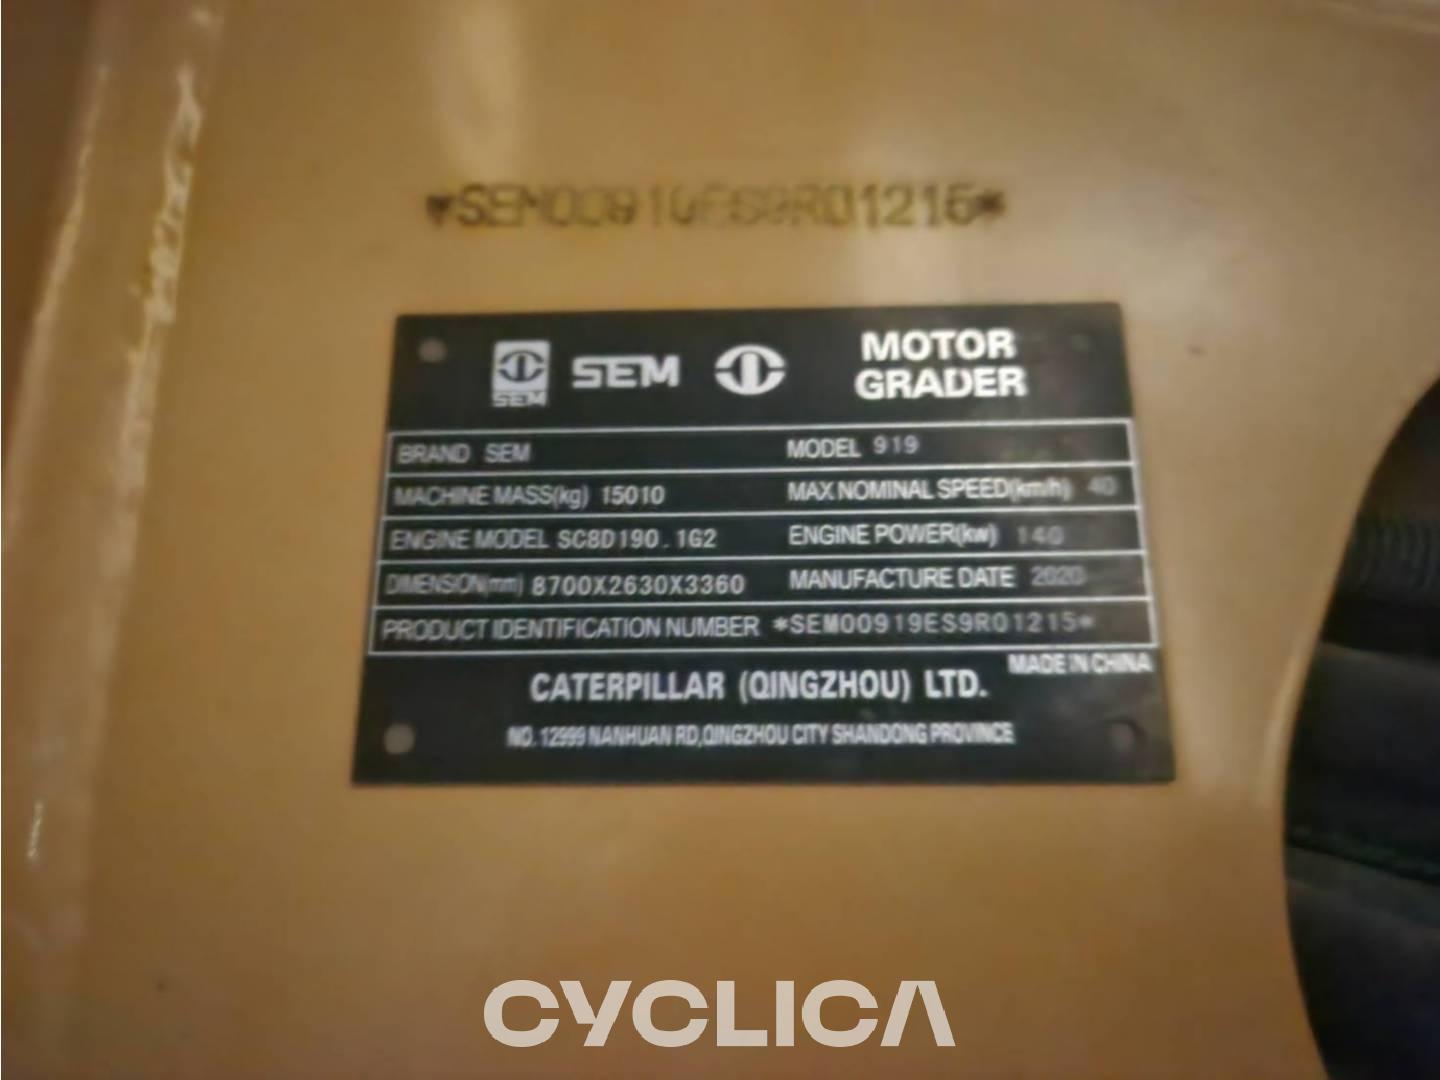 *SEM00919ES9R01215*
SEM SEM MOTOR
GRADER
BRAND SEM MODEL 919
MACHINE MASS(kg) 15010 MAX NOMINAL SPEED(km/h) 40
ENGINE MODEL SC8D190.1G2 ENGINE POWER(kw) 140
DIMENSION(mm) 8700X2630X3360 MANUFACTURE DATE 2020
PRODUCT IDENTIFICATION NUMBER *SEM00919ES9R01215*
MADE IN CHINA
CATERPILLAR (QINGZHOU) LTD.
NO. 12999 NANHUAN RD,QINGZHOU CITY SHANDONG PROVINCE
CYCLICA